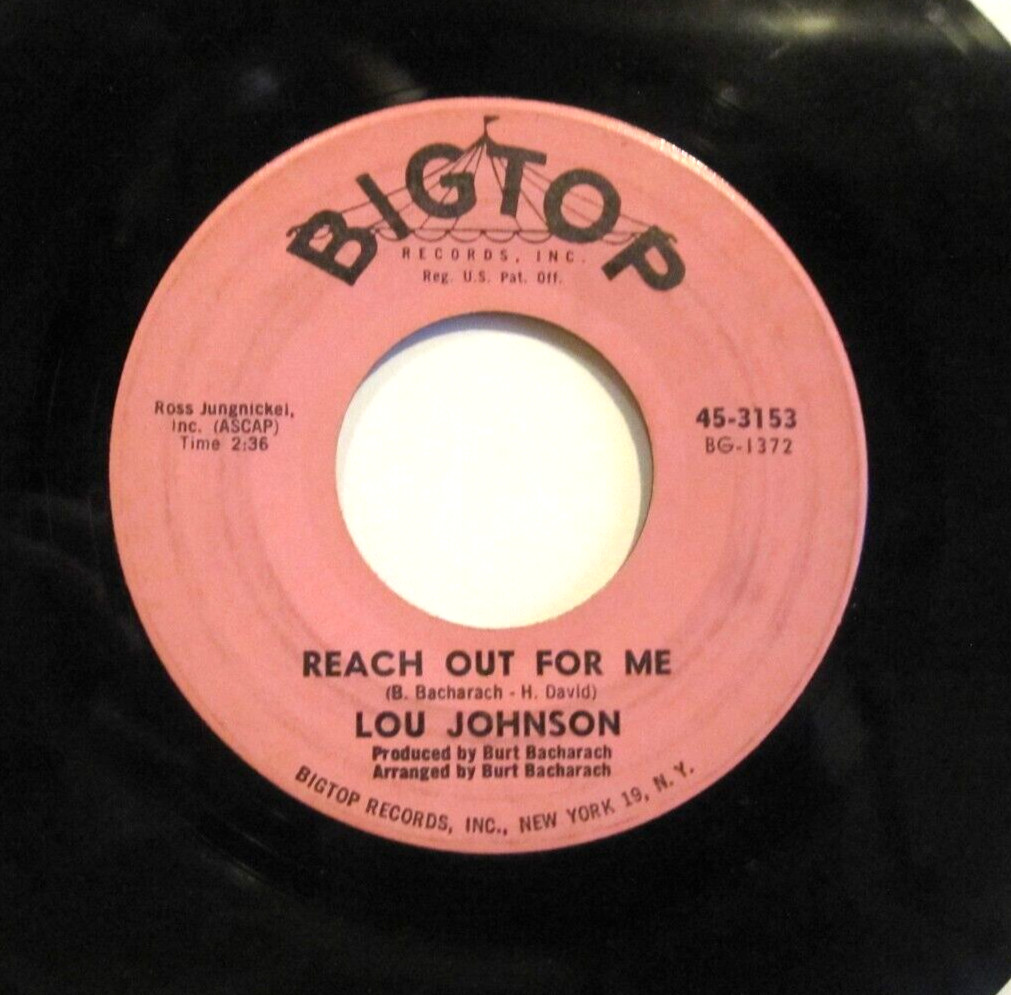 BIGTOP
RECORDS, INC.
Reg. U.S. Pat. Off.
Ross Jungnickel,
Inc. (ASCAP)
Time 2:36
45-3153
BG-1372
REACH OUT FOR ME
(B. Bacharach - H. David)
LOU JOHNSON
Produced by Burt Bacharach
Arranged by Burt Bacharach
BIGTOP RECORDS, INC., NEW YORK 19, N. Y.